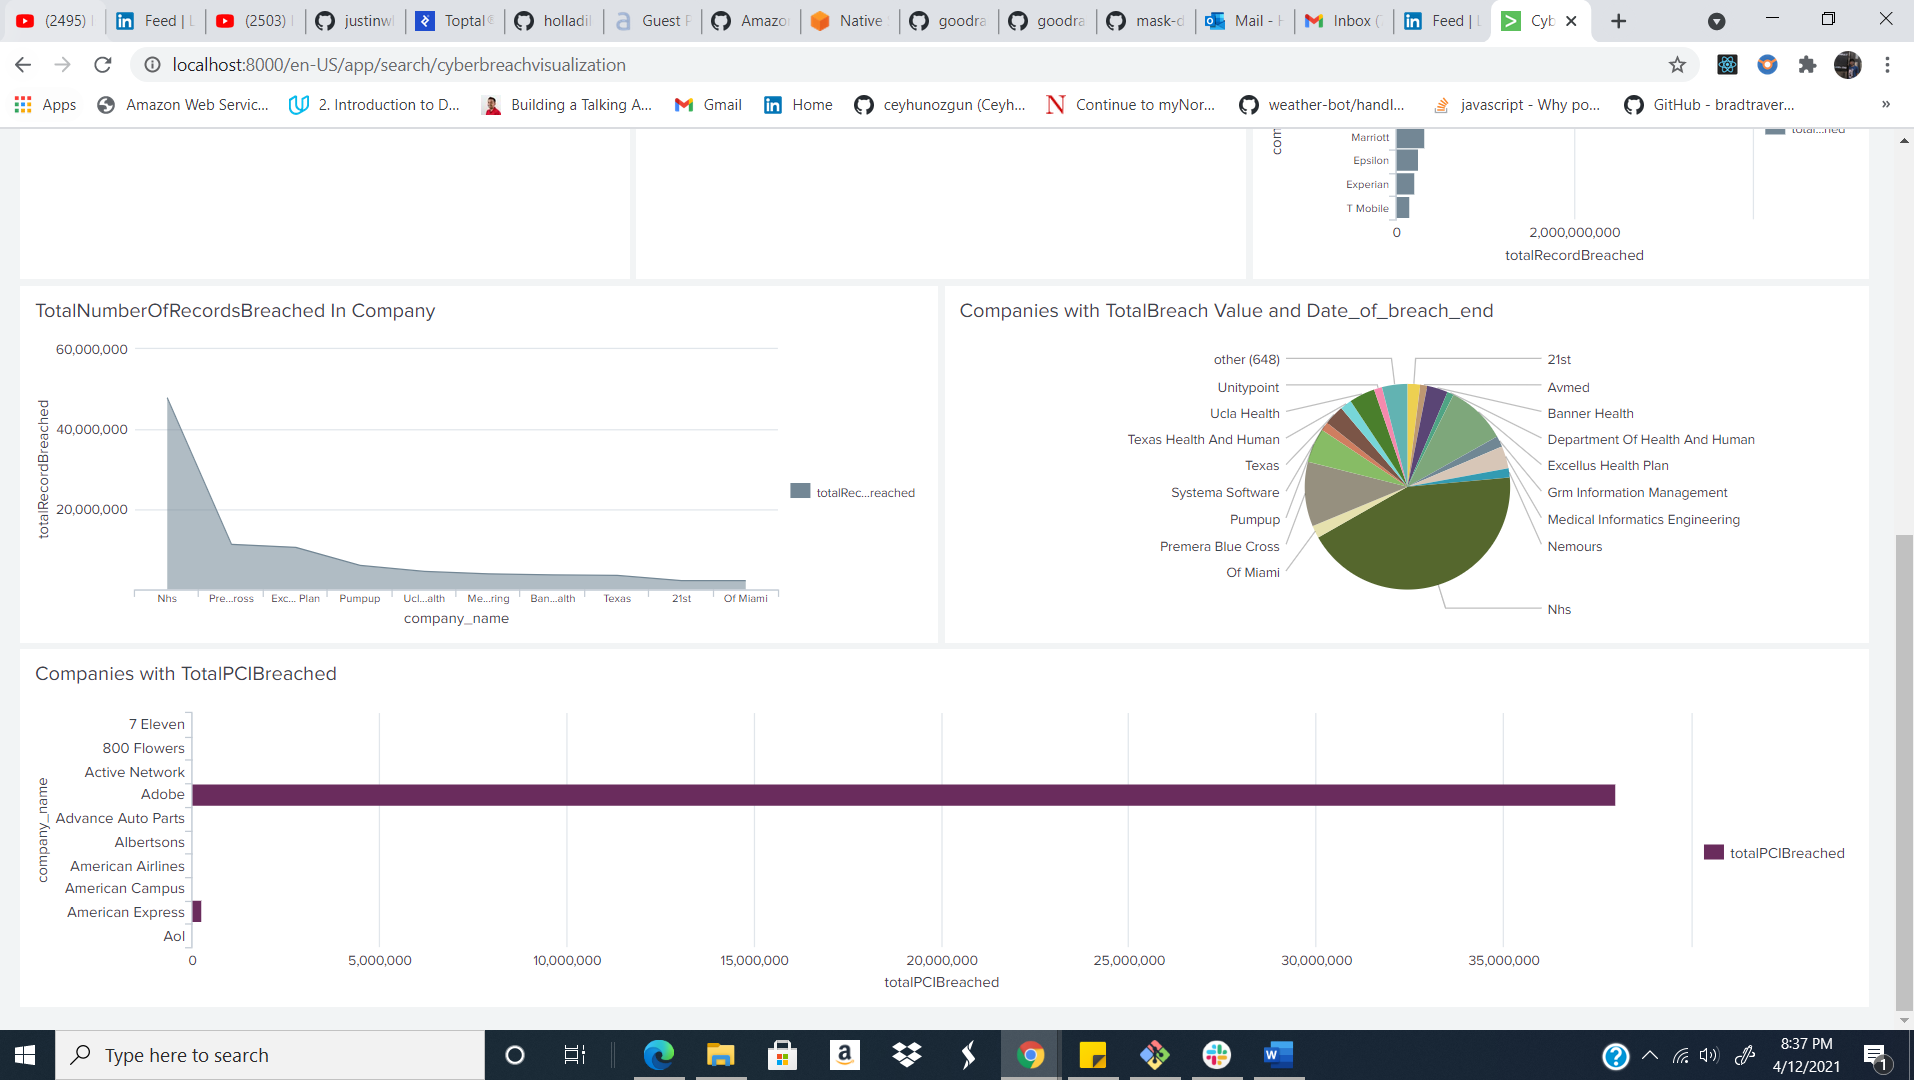 (2495)
Feed | L
(2503)
justinwl
Toptal®
holladil
Guest P
Amazo
Native
goodra
goodra
mask-d
Mail - H
Inbox (
Feed | L
Cyb
localhost:8000/en-US/app/search/cyberbreachvisualization
Apps
Amazon Web Servic...
2. Introduction to D...
Building a Talking A...
Gmail
Home
ceyhunozgun (Ceyh...
Continue to myNor...
weather-bot/handl...
javascript - Why po...
GitHub - bradtraver...
»
com
Marriott
Epsilon
Experian
T Mobile
0
2,000,000,000
totalRecordBreached
total...hed
TotalNumberOfRecordsBreached In Company
60,000,000
40,000,000
20,000,000
totalRecordBreached
Nhs
Pre...ross
Exc... Plan
Pumpup
Ucl...alth
Me...ring
Ban...alth
Texas
21st
Of Miami
company_name
totalRec...reached
Companies with TotalBreach Value and Date_of_breach_end
other (648)
Unitypoint
Ucla Health
Texas Health And Human
Texas
Systema Software
Pumpup
Premera Blue Cross
Of Miami
21st
Avmed
Banner Health
Department Of Health And Human
Excellus Health Plan
Grm Information Management
Medical Informatics Engineering
Nemours
Nhs
Companies with TotalPCIBreached
company_name
7 Eleven
800 Flowers
Active Network
Adobe
Advance Auto Parts
Albertsons
American Airlines
American Campus
American Express
Aol
0
5,000,000
10,000,000
15,000,000
20,000,000
25,000,000
30,000,000
35,000,000
totalPCIBreached
totalPCIBreached
Type here to search
8:37 PM
4/12/2021
1